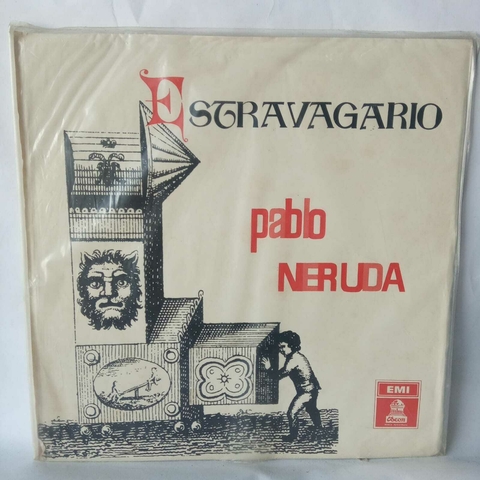 ESTRAVAGARIO
pablo
NERUDA
EMI
Odeon